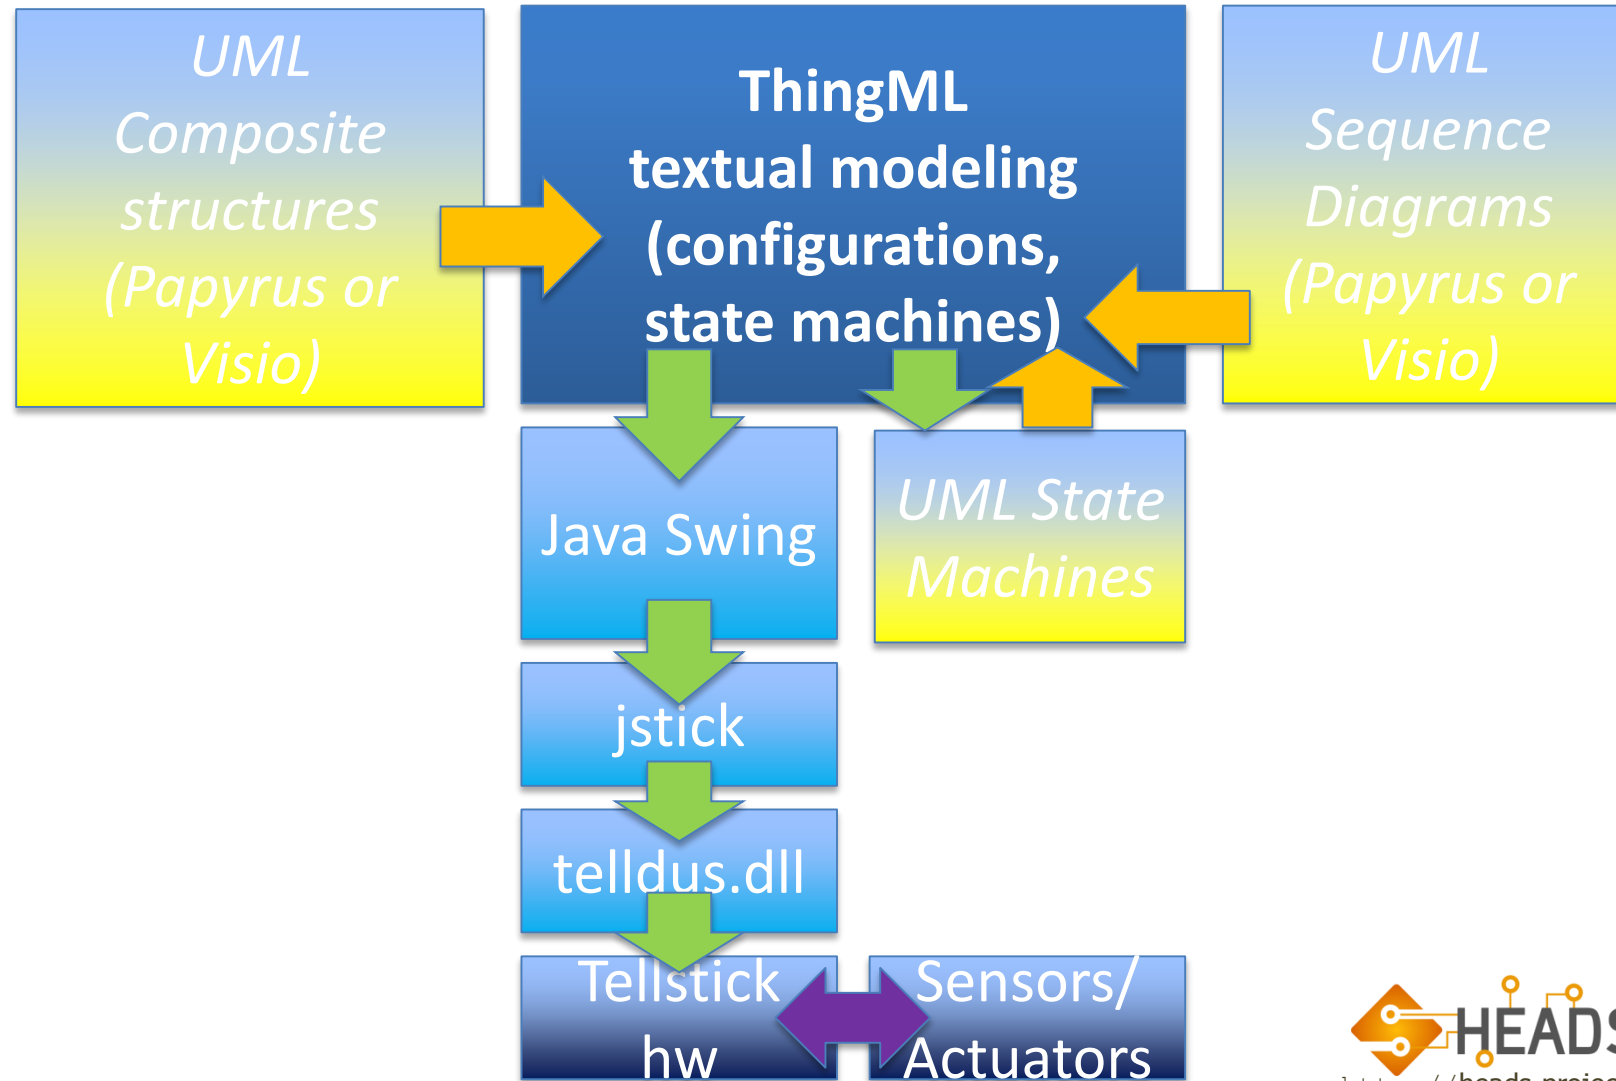 UML
Composite
structures
(Papyrus or
Visio)
ThingML
textual modeling
(configurations,
state machines)
UML
Sequence
Diagrams
(Papyrus or
Visio)
Java Swing
UML State
Machines
jstick
telldus.dll
Tellstick
hw
Sensors/
Actuators
HEADS